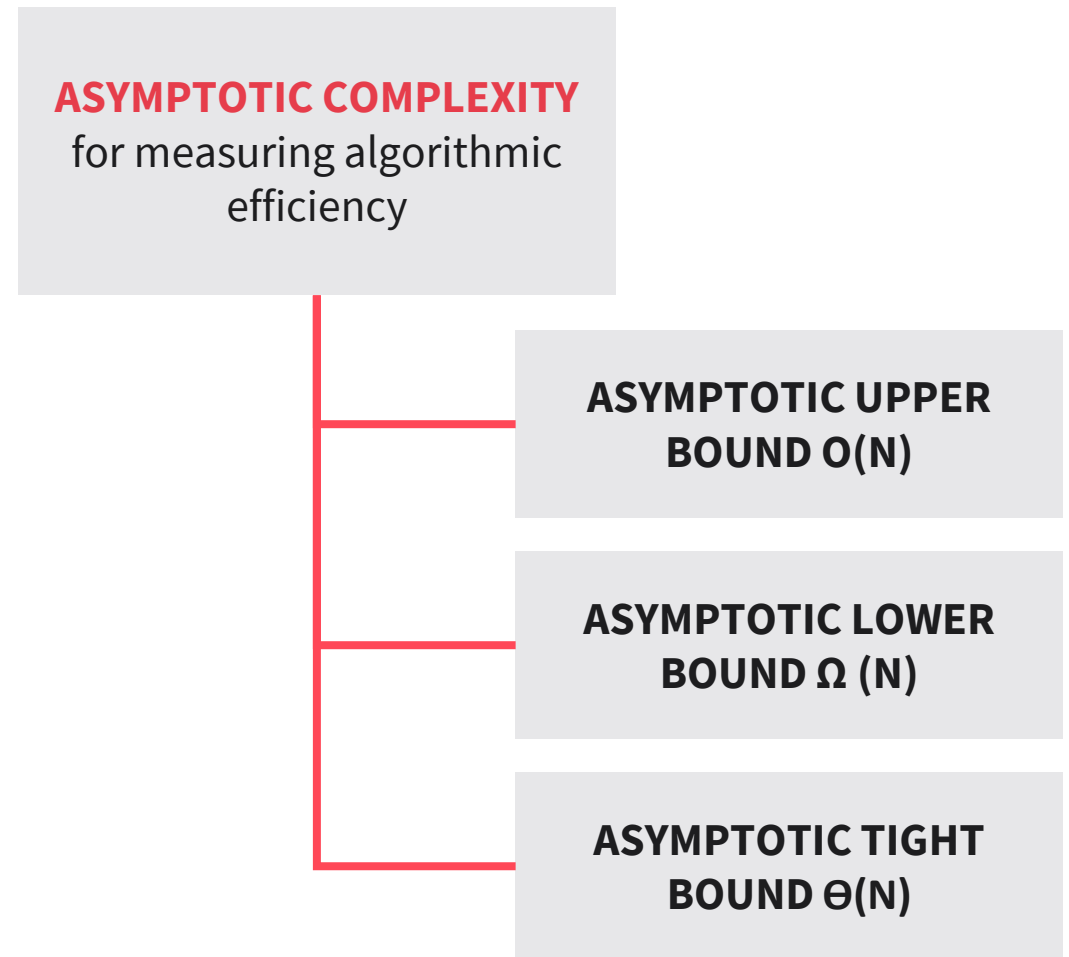 ASYMPTOTIC COMPLEXITY
for measuring algorithmic
efficiency
ASYMPTOTIC UPPER
BOUND O(N)
ASYMPTOTIC LOWER
BOUND Ω (N)
ASYMPTOTIC TIGHT
BOUND ϴ(N)